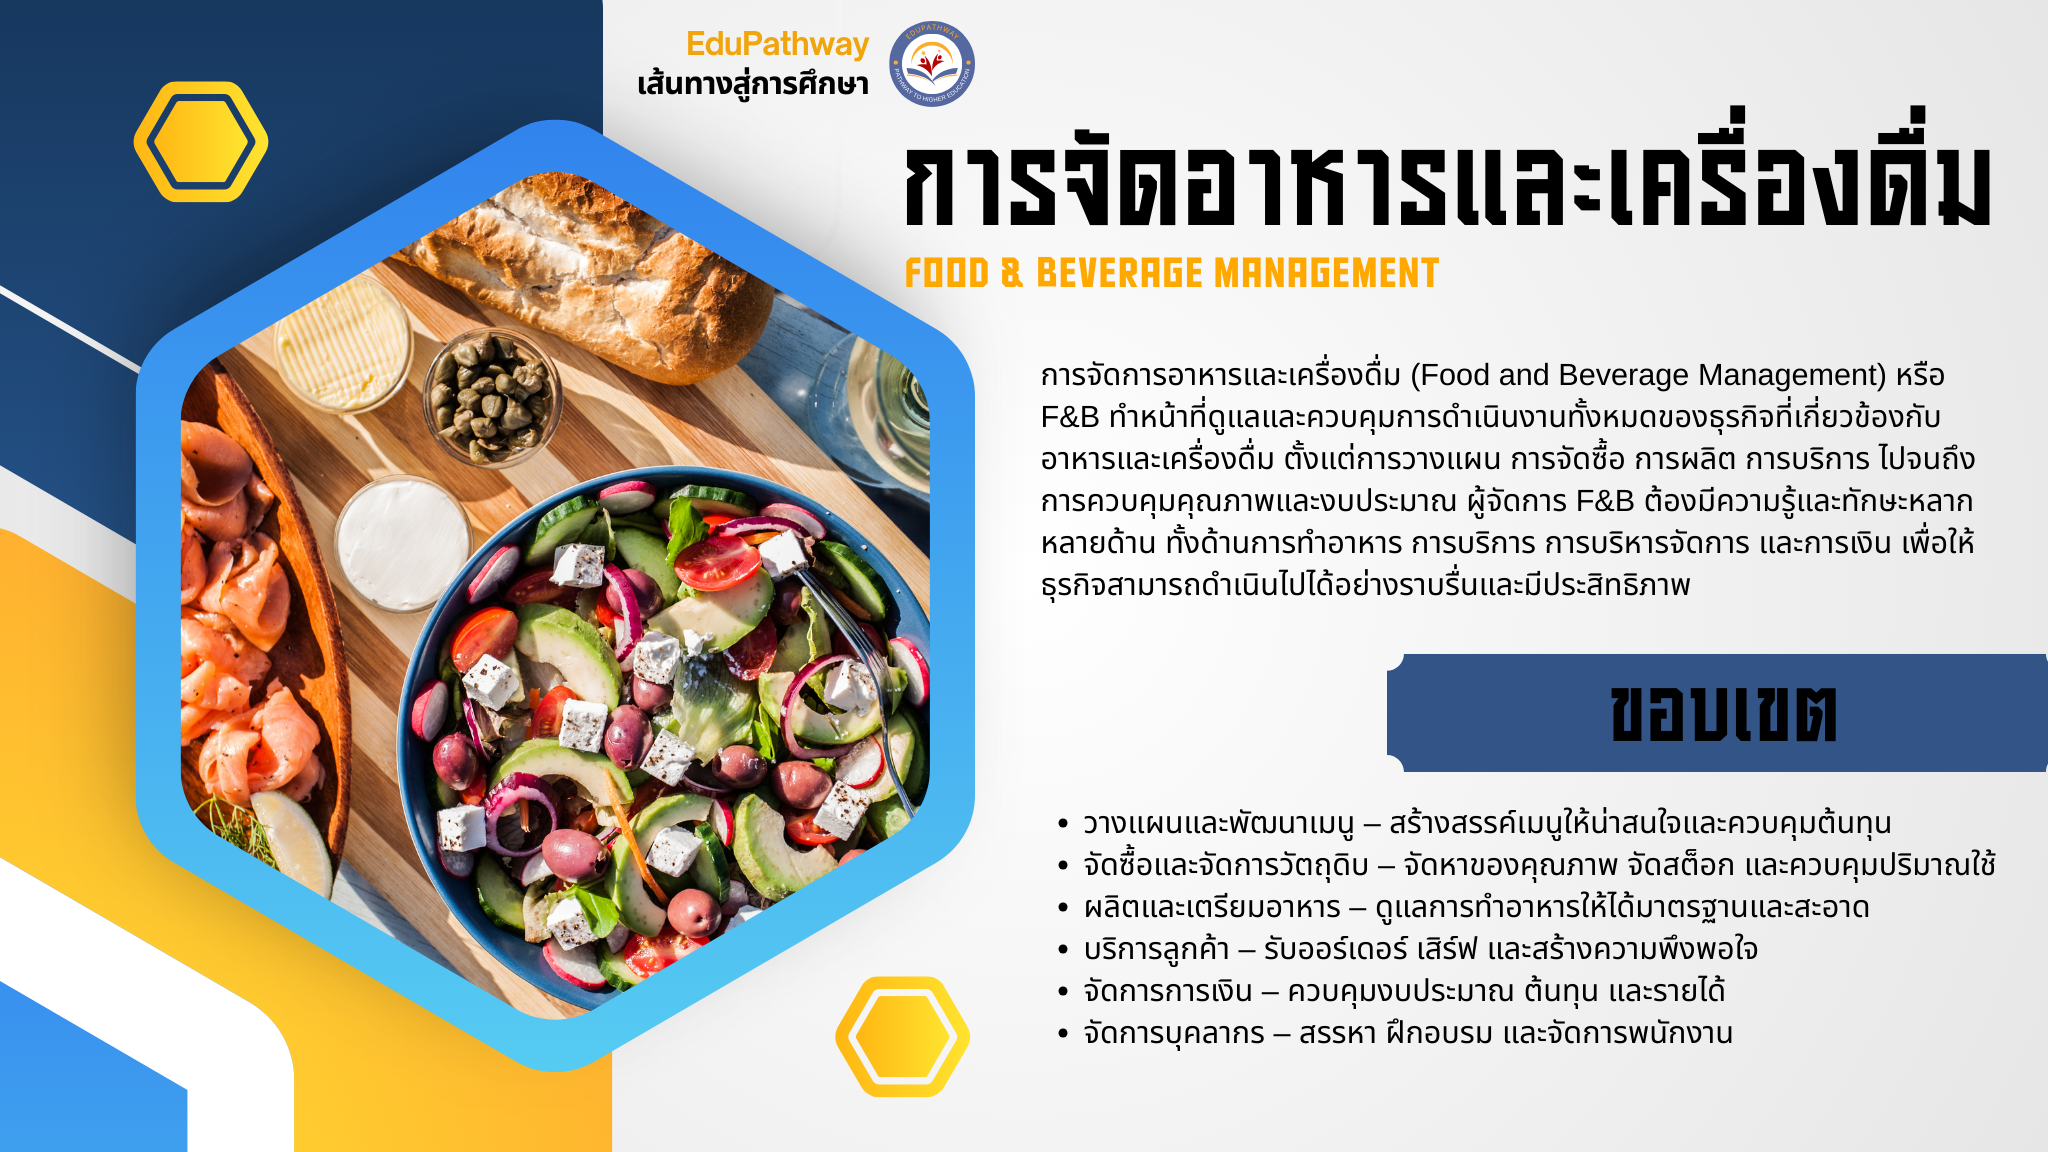 EduPathway
เส้นทางสู่การศึกษา
EDUPATHWAY
PATHWAY TO HIGHER EDUCATION
การจัดอาหารและเครื่องดื่ม
FOOD & BEVERAGE MANAGEMENT
การจัดการอาหารและเครื่องดื่ม (Food and Beverage Management) หรือ
F&B ทำหน้าที่ดูแลและควบคุมการดำเนินงานทั้งหมดของธุรกิจที่เกี่ยวข้องกับ
อาหารและเครื่องดื่ม ตั้งแต่การวางแผน การจัดซื้อ การผลิต การบริการ ไปจนถึง
การควบคุมคุณภาพและงบประมาณ ผู้จัดการ F&B ต้องมีความรู้และทักษะหลาก
หลายด้าน ทั้งด้านการทำอาหาร การบริการ การบริหารจัดการ และการเงิน เพื่อให้
ธุรกิจสามารถดำเนินไปได้อย่างราบรื่นและมีประสิทธิภาพ
ขอบเขต
• วางแผนและพัฒนาเมนู – สร้างสรรค์เมนูให้น่าสนใจและควบคุมต้นทุน
• จัดซื้อและจัดการวัตถุดิบ – จัดหาของคุณภาพ จัดสต็อก และควบคุมปริมาณใช้
• ผลิตและเตรียมอาหาร – ดูแลการทำอาหารให้ได้มาตรฐานและสะอาด
• บริการลูกค้า – รับออร์เดอร์ เสิร์ฟ และสร้างความพึงพอใจ
• จัดการการเงิน – ควบคุมงบประมาณ ต้นทุน และรายได้
• จัดการบุคลากร – สรรหา ฝึกอบรม และจัดการพนักงาน